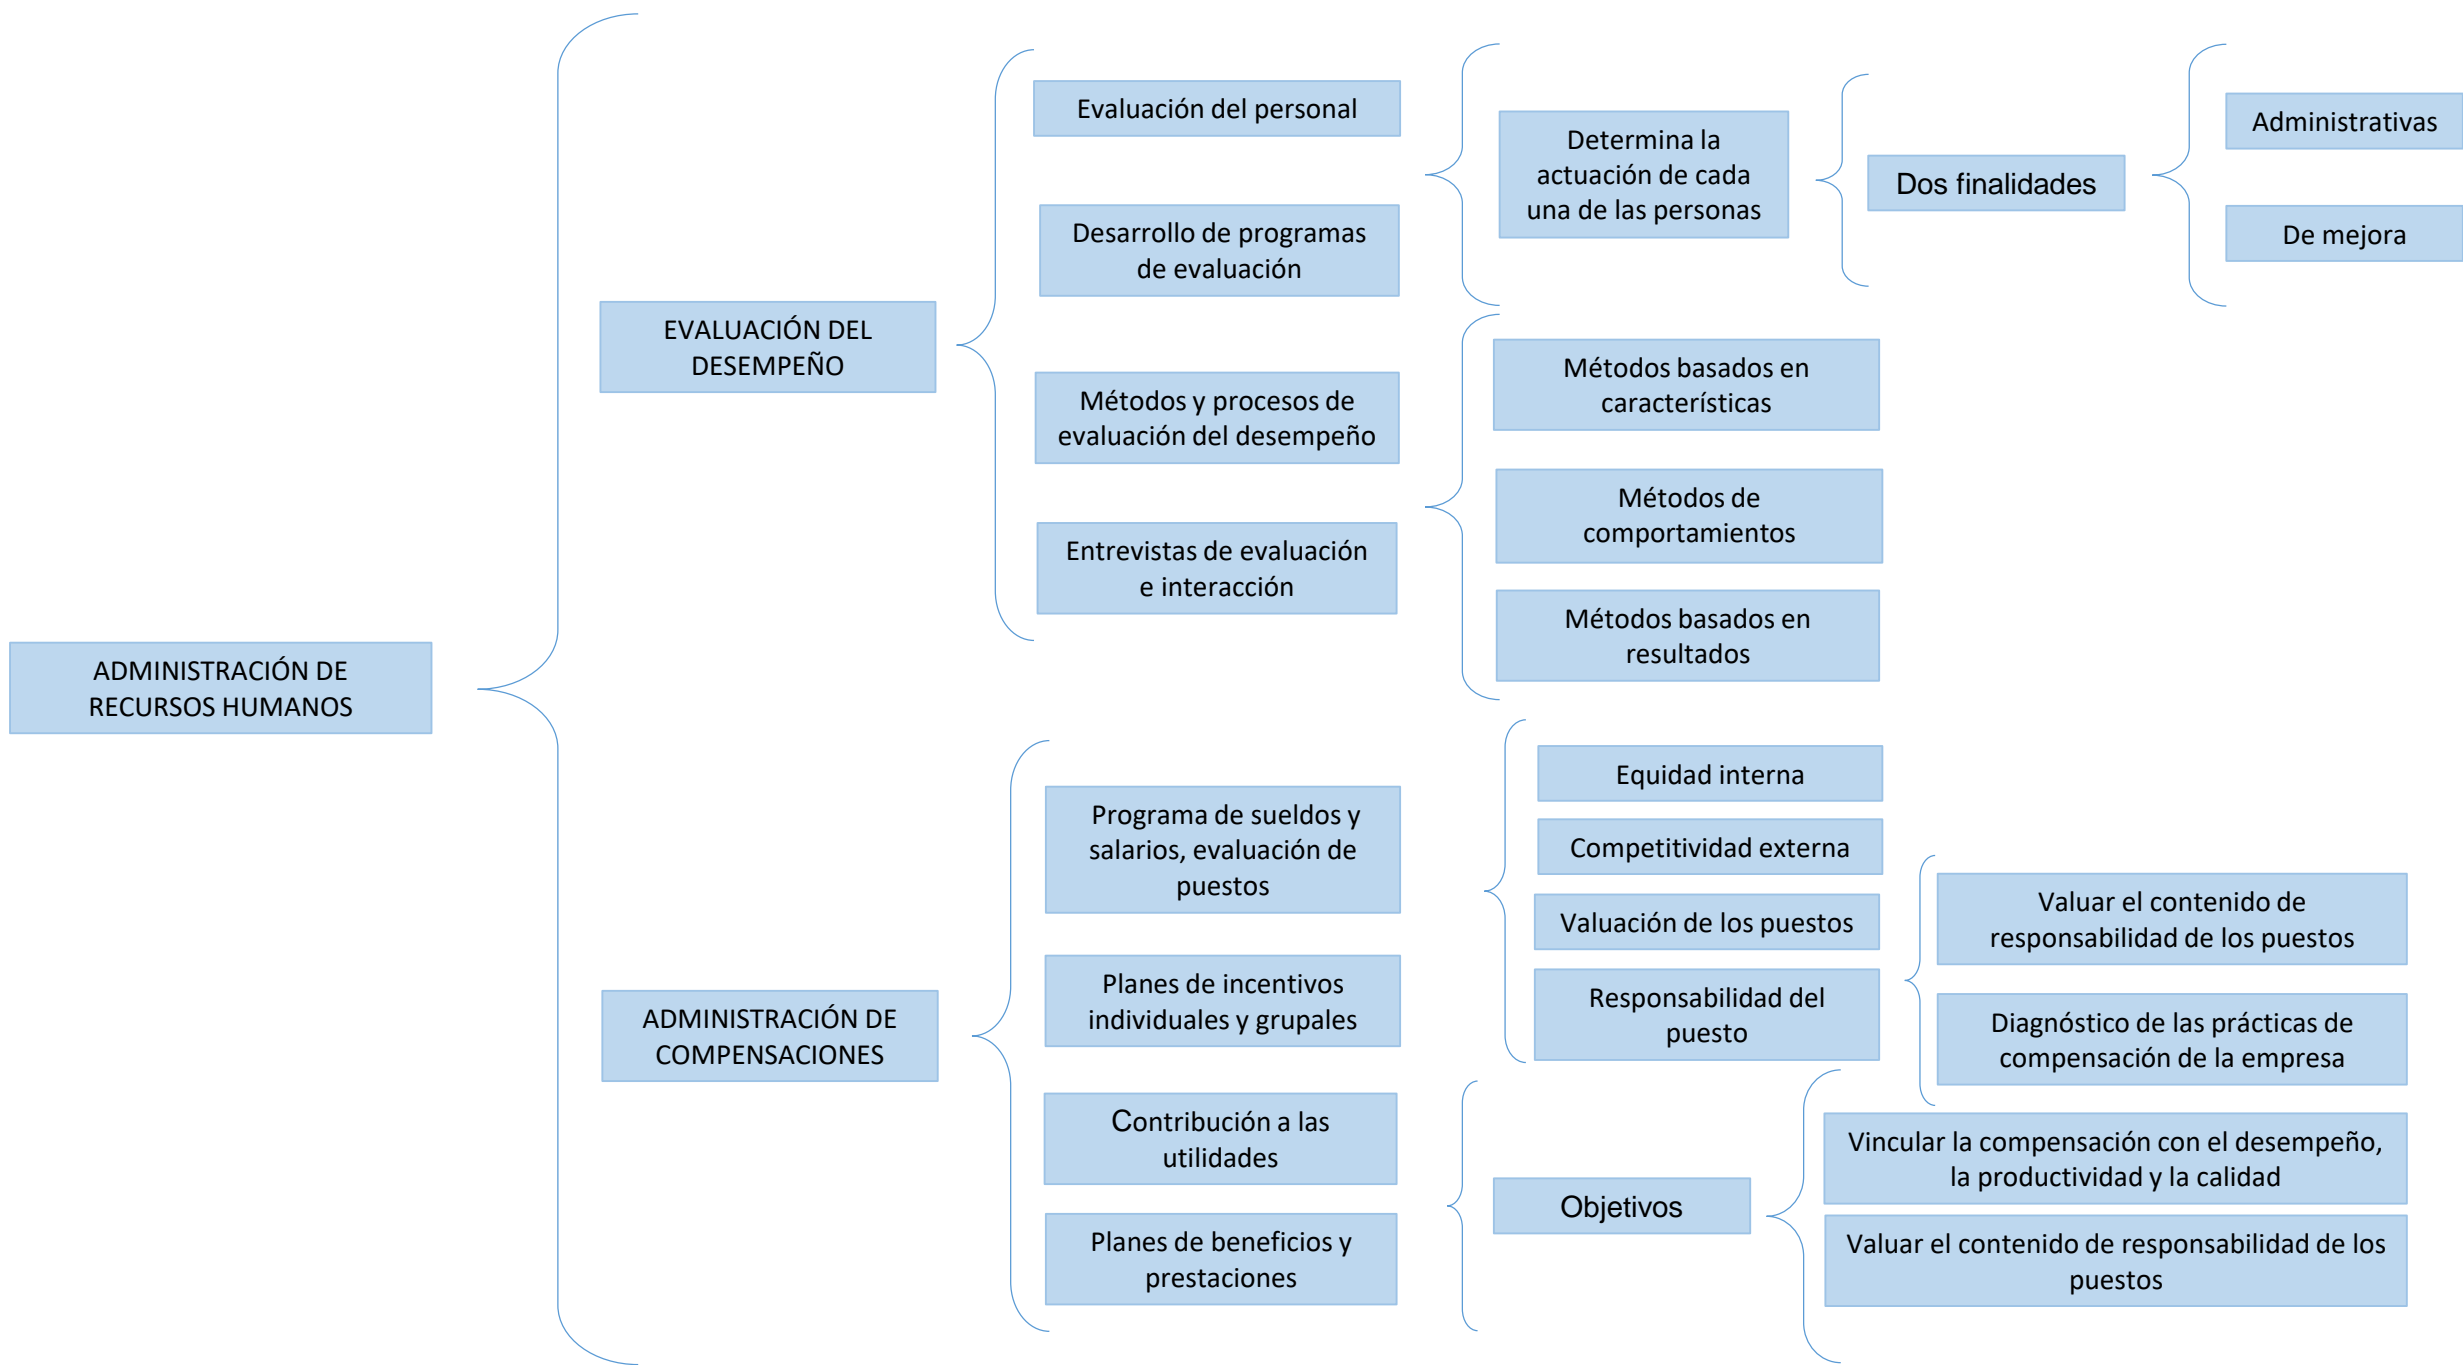 ADMINISTRACIÓN DE
RECURSOS HUMANOS
EVALUACIÓN DEL
DESEMPEÑO
Evaluación del personal
Desarrollo de programas
de evaluación
Métodos y procesos de
evaluación del desempeño
Entrevistas de evaluación
e interacción
Determina la
actuación de cada
una de las personas
Dos finalidades
Administrativas
De mejora
Métodos basados en
características
Métodos de
comportamientos
Métodos basados en
resultados
ADMINISTRACIÓN DE
COMPENSACIONES
Programa de sueldos y
salarios, evaluación de
puestos
Planes de incentivos
individuales y grupales
Contribución a las
utilidades
Planes de beneficios y
prestaciones
Equidad interna
Competitividad externa
Valuación de los puestos
Responsabilidad del
puesto
Valuar el contenido de
responsabilidad de los puestos
Diagnóstico de las prácticas de
compensación de la empresa
Objetivos
Vincular la compensación con el desempeño,
la productividad y la calidad
Valuar el contenido de responsabilidad de los
puestos